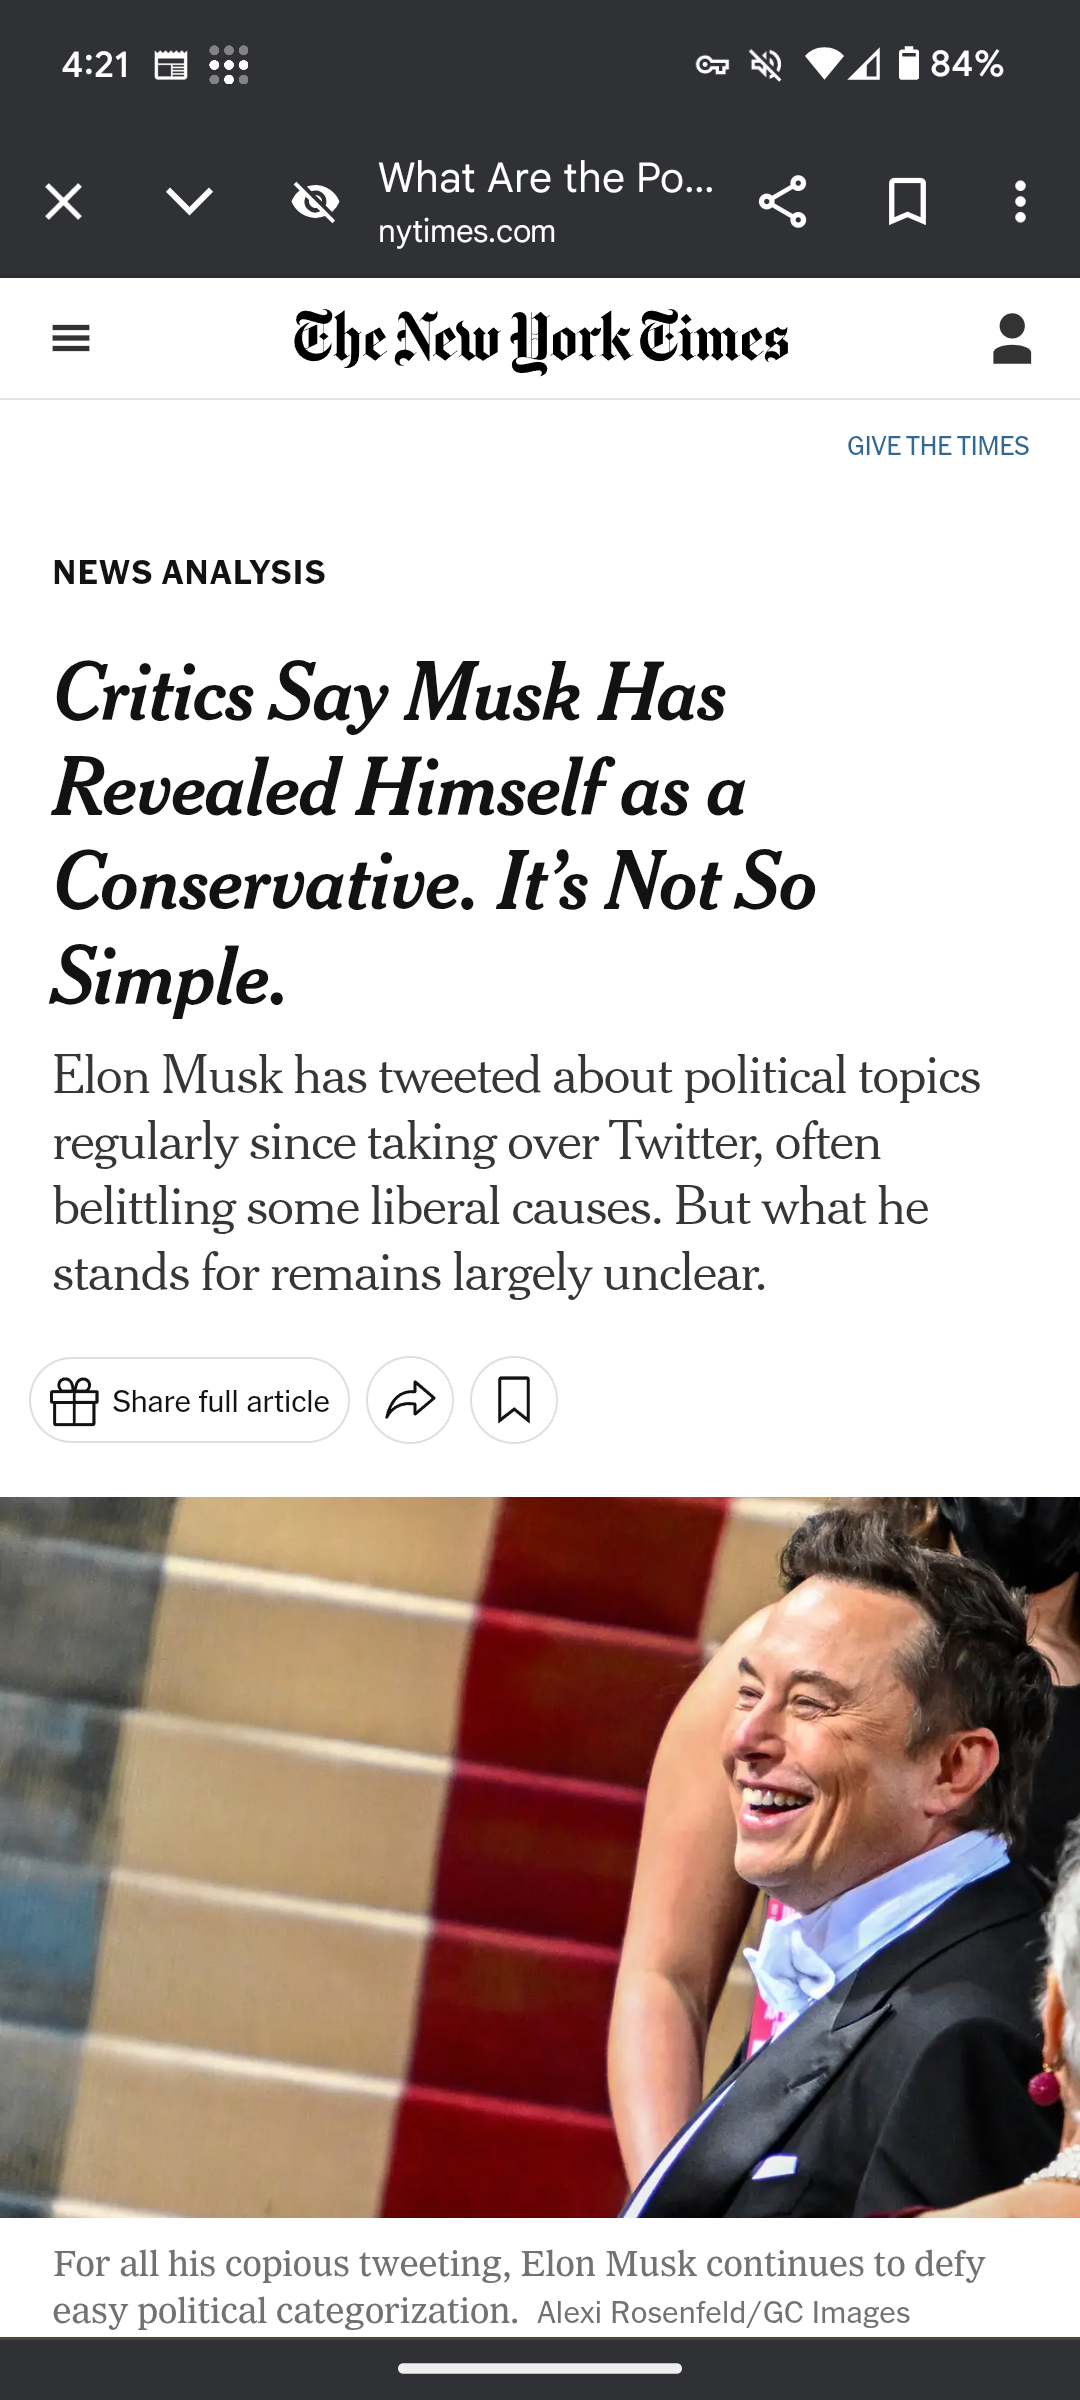 4:21
84%
What Are the Po...
nytimes.com
The New York Times
GIVE THE TIMES
NEWS ANALYSIS
Critics Say Musk Has
Revealed Himself as a
Conservative. It’s Not So
Simple.
Elon Musk has tweeted about political topics
regularly since taking over Twitter, often
belittling some liberal causes. But what he
stands for remains largely unclear.
Share full article
For all his copious tweeting, Elon Musk continues to defy
easy political categorization. Alexi Rosenfeld/GC Images